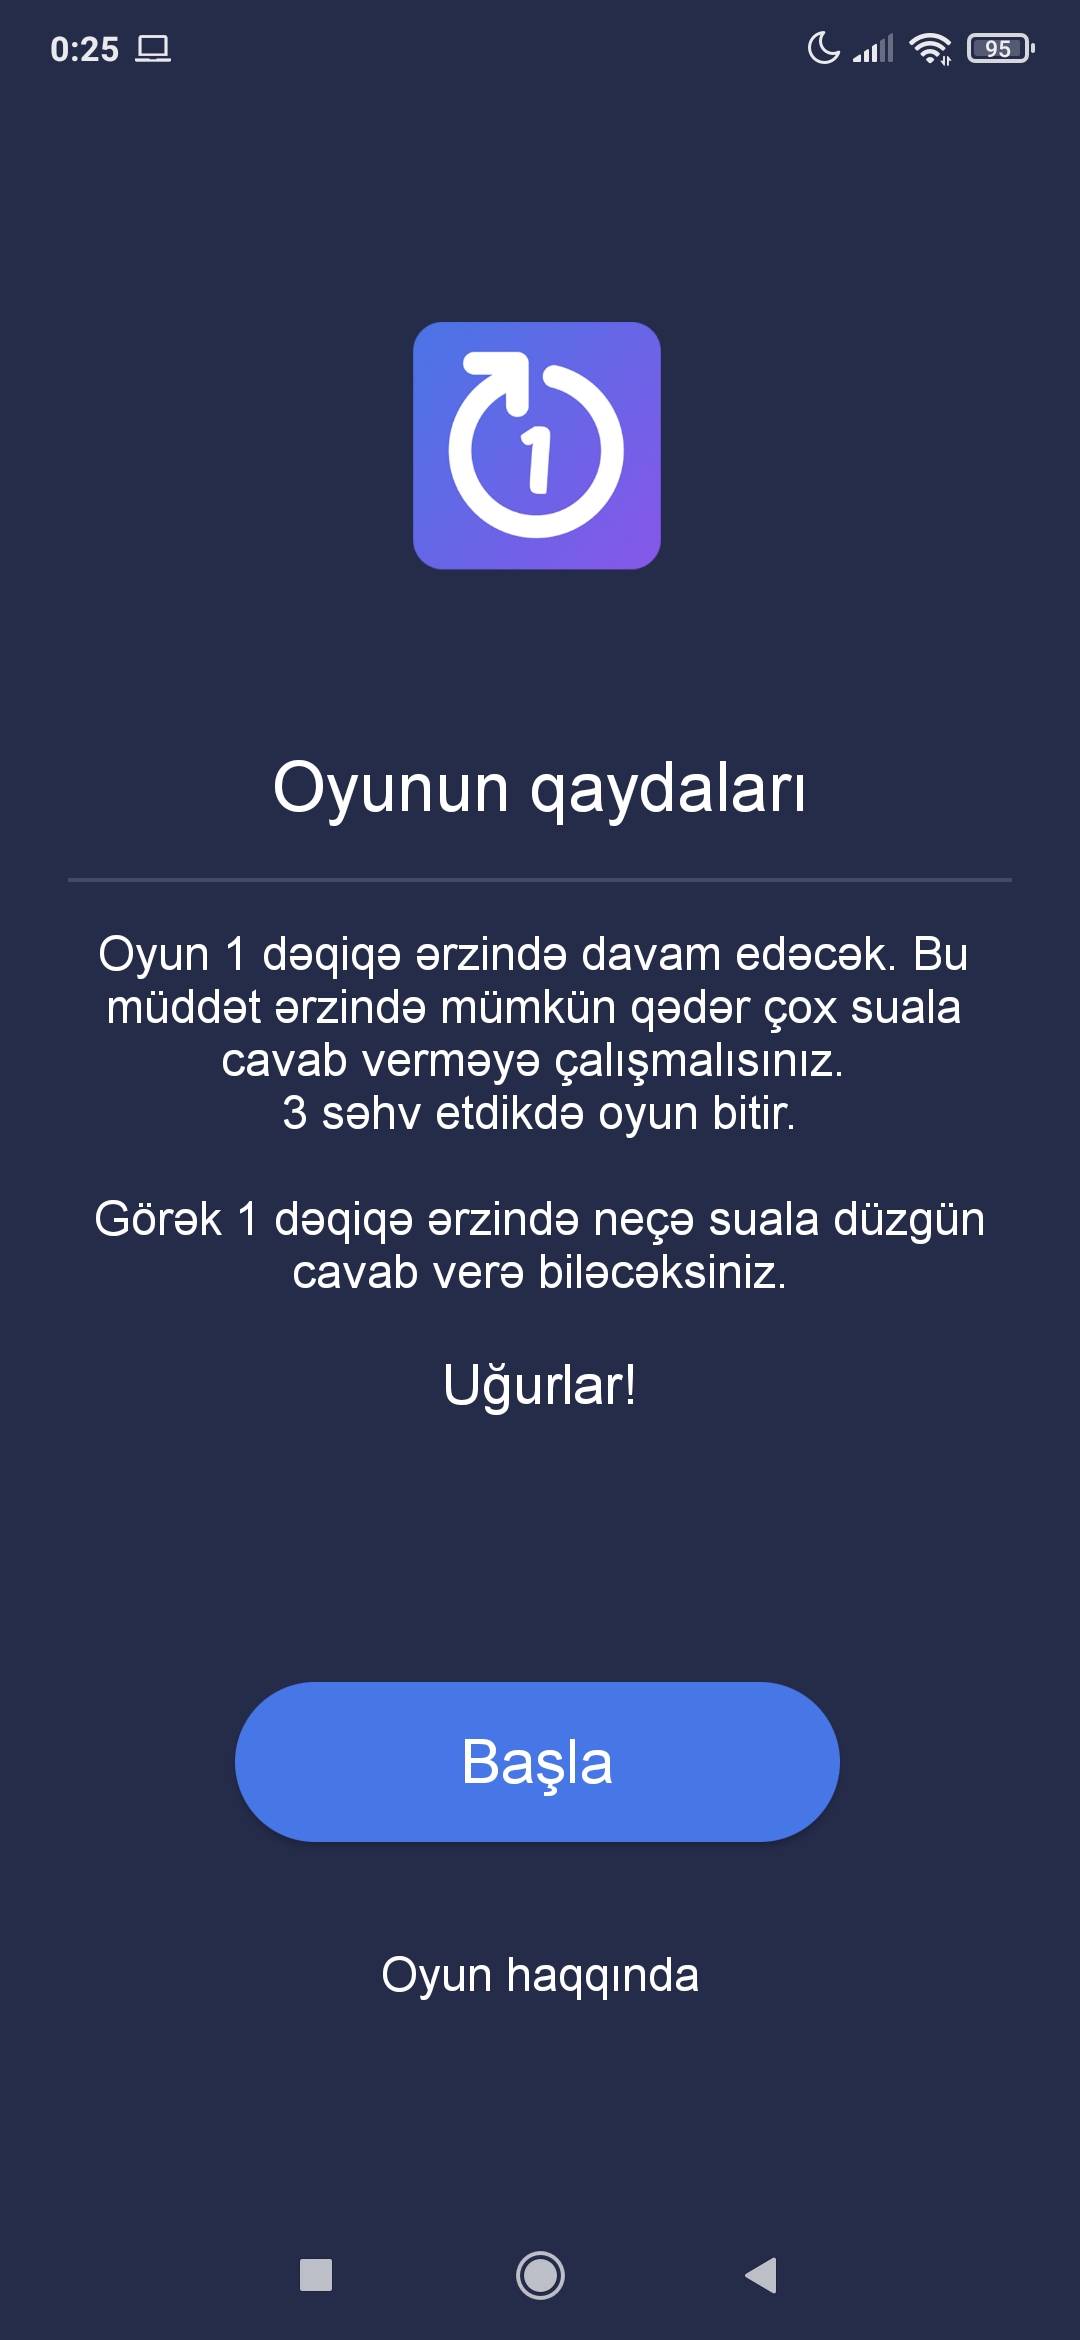 0:25
95
1
Oyunun qaydaları
Oyun 1 dəqiqə ərzində davam edəcək. Bu
müddət ərzində mümkün qədər çox suala
cavab verməyə çalışmalısınız.
3 səhv etdikdə oyun bitir.
Görək 1 dəqiqə ərzində neçə suala düzgün
cavab verə biləcəksiniz.
Uğurlar!
Başla
Oyun haqqında